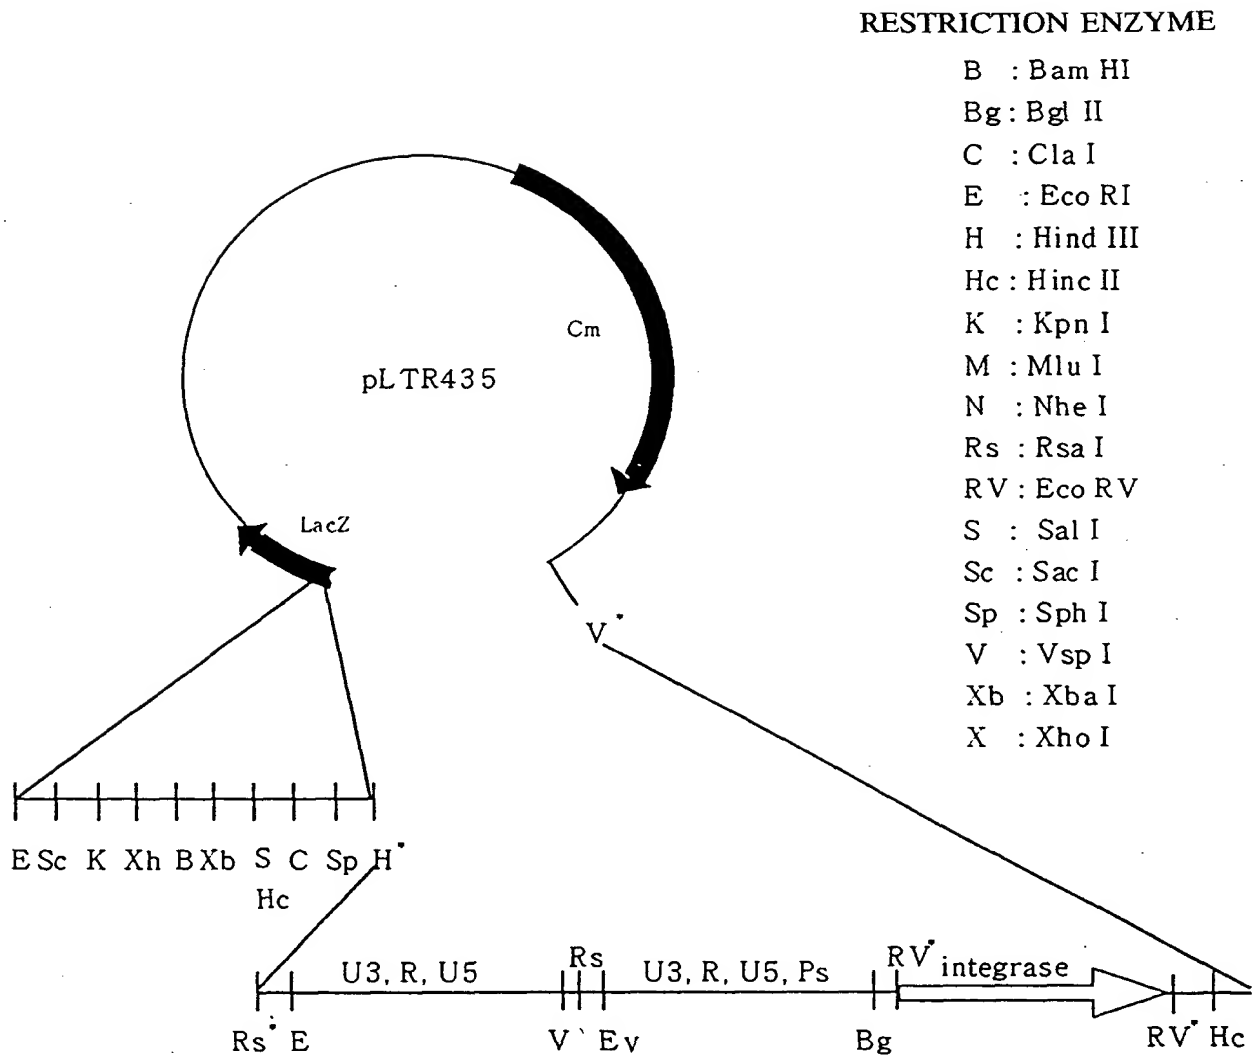 RESTRICTION ENZYME
B : Bam HI
Bg : Bgl II
C : Cla I
E : Eco RI
H : Hind III
Hc : Hinc II
K : Kpn I
M : Mlu I
N : Nhe I
Rs : Rsa I
RV : Eco RV
S : Sal I
Sc : Sac I
Sp : Sph I
V : Vsp I
Xb : Xba I
X : Xho I
Cm
pLTR435
LacZ
V*
E Sc K Xh B Xb S C Sp H*
Hc
U3, R, U5 Rs U3, R, U5, Ps RV* integrase
Rs* E V Ev Bg RV* Hc